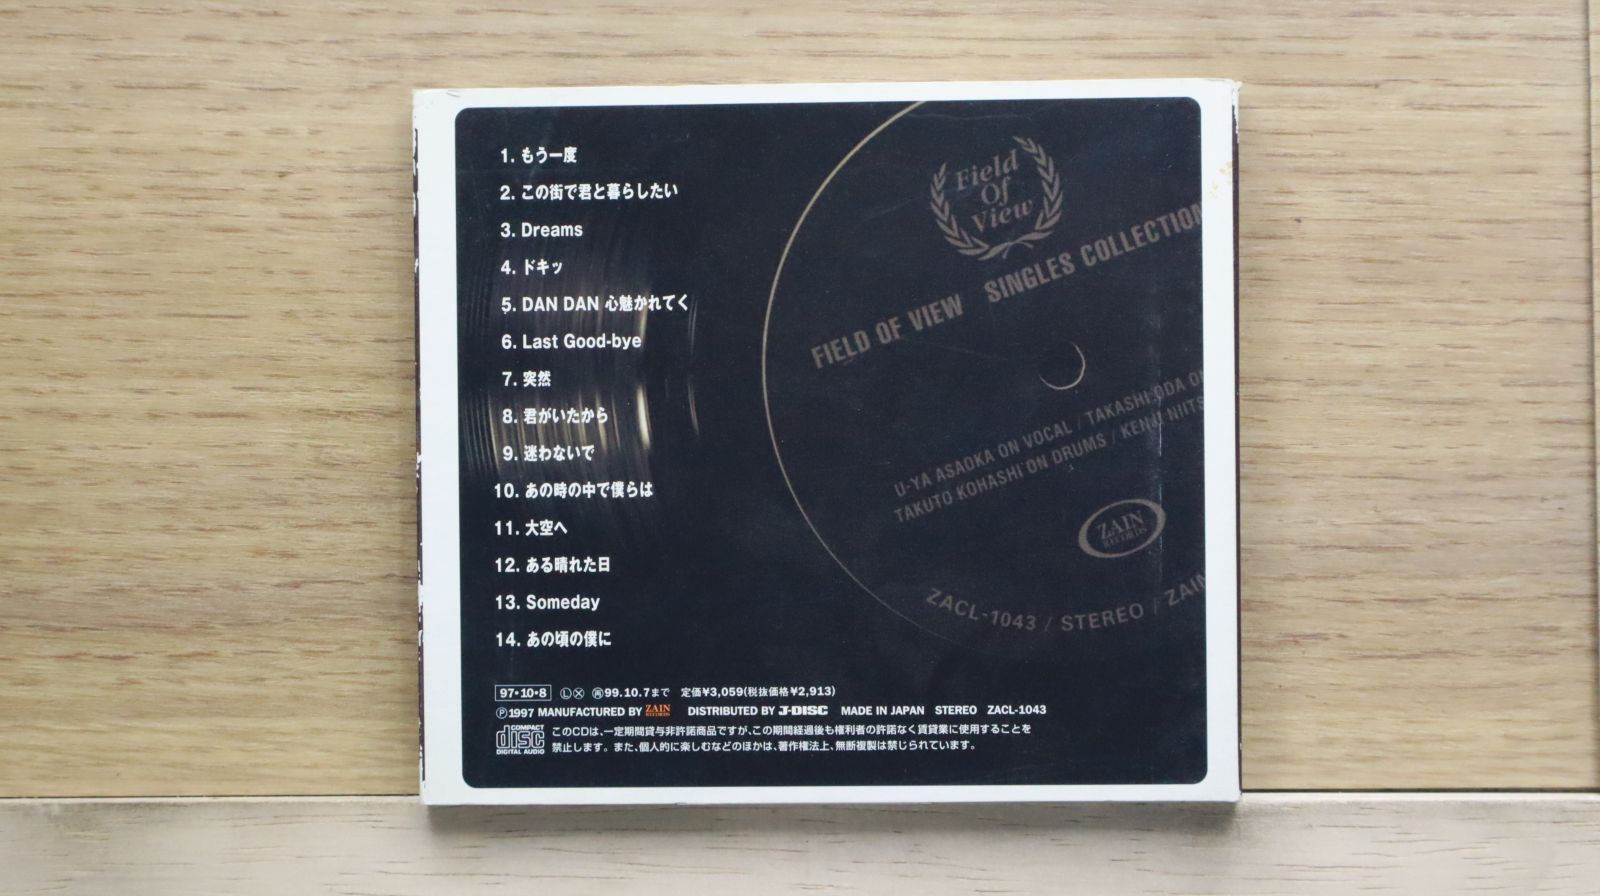 1. もう一度
2. この街で君と暮らしたい
3. Dreams
4. ドキッ
5. DAN DAN 心魅かれてく
6. Last Good-bye
7. 突然
8. 君がいたから
9. 迷わないで
10. あの時の中で僕らは
11. 大空へ
12. ある晴れた日
13. Someday
14. あの頃の僕に
Field
Of
View
FIELD OF VIEW SINGLES COLLECTION
U-YA ASAOKA ON VOCAL / TAKASHI ODA ON
TAKUTO KOHASHI ON DRUMS / KENJI NIITS
ZAIN
RECORDS
ZACL-1043 / STEREO / ZAIN
97・10・8 Ⓛ Ⓧ ㊞99.10.7まで 定価¥3,059(税抜価格¥2,913)
Ⓟ1997 MANUFACTURED BY ZAIN RECORDS DISTRIBUTED BY J-DISC MADE IN JAPAN STEREO ZACL-1043
COMPACT
disc
DIGITAL AUDIO
このCDは、一定期間貸与非許諾商品ですが、この期間経過後も権利者の許諾なく賃貸業に使用することを
禁止します。また、個人的に楽しむなどのほかは、著作権法上、無断複製は禁じられています。